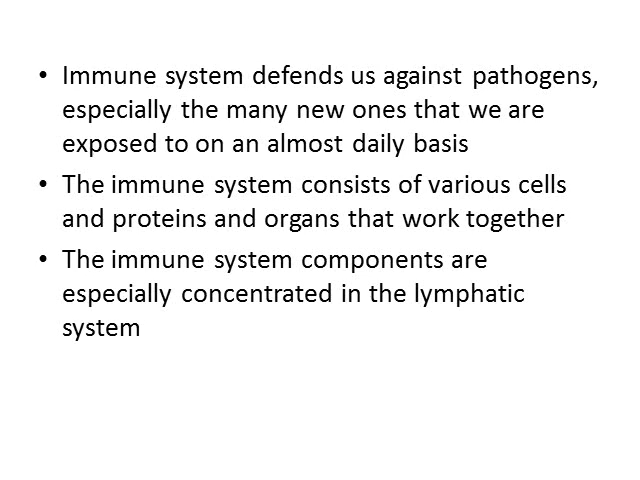 • Immune system defends us against pathogens,
especially the many new ones that we are
exposed to on an almost daily basis
• The immune system consists of various cells
and proteins and organs that work together
• The immune system components are
especially concentrated in the lymphatic
system